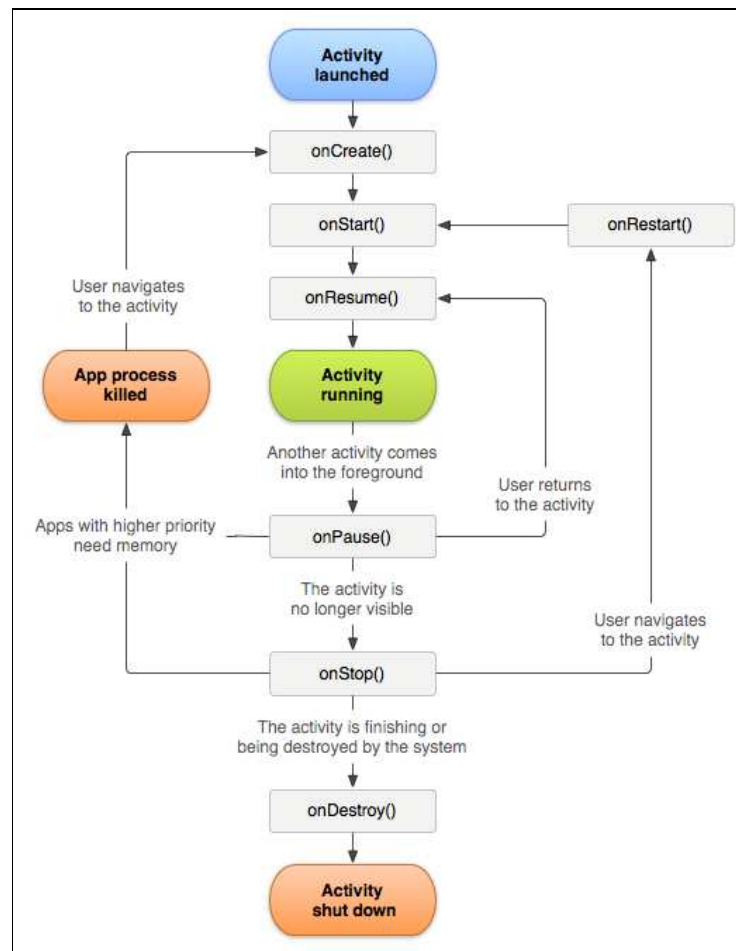 Activity
launched
onCreate()
onStart()
onRestart()
User navigates
to the activity
onResume()
App process
killed
Activity
running
Another activity comes
into the foreground
User returns
to the activity
Apps with higher priority
need memory
onPause()
The activity is
no longer visible
User navigates
to the activity
onStop()
The activity is finishing or
being destroyed by the system
onDestroy()
Activity
shut down